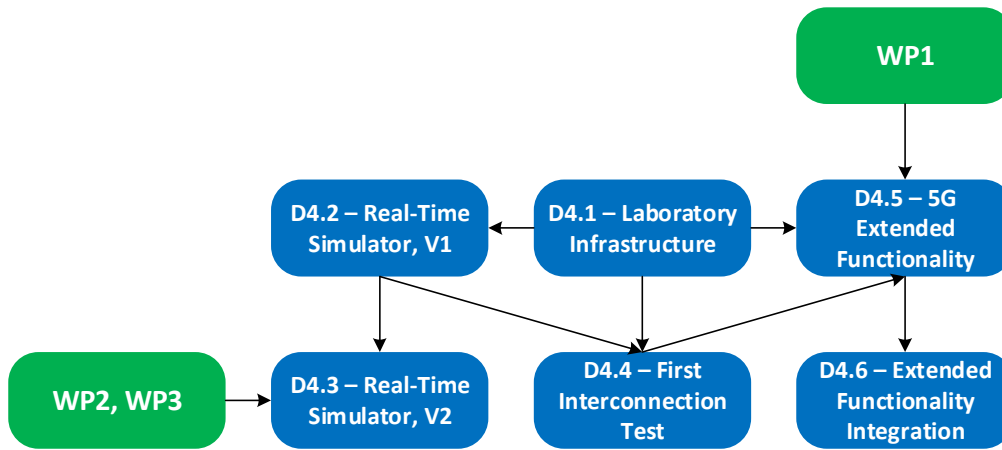 WP1
D4.2 – Real-Time
Simulator, V1
D4.1 – Laboratory
Infrastructure
D4.5 – 5G
Extended
Functionality
WP2, WP3
D4.3 – Real-Time
Simulator, V2
D4.4 – First
Interconnection
Test
D4.6 – Extended
Functionality
Integration